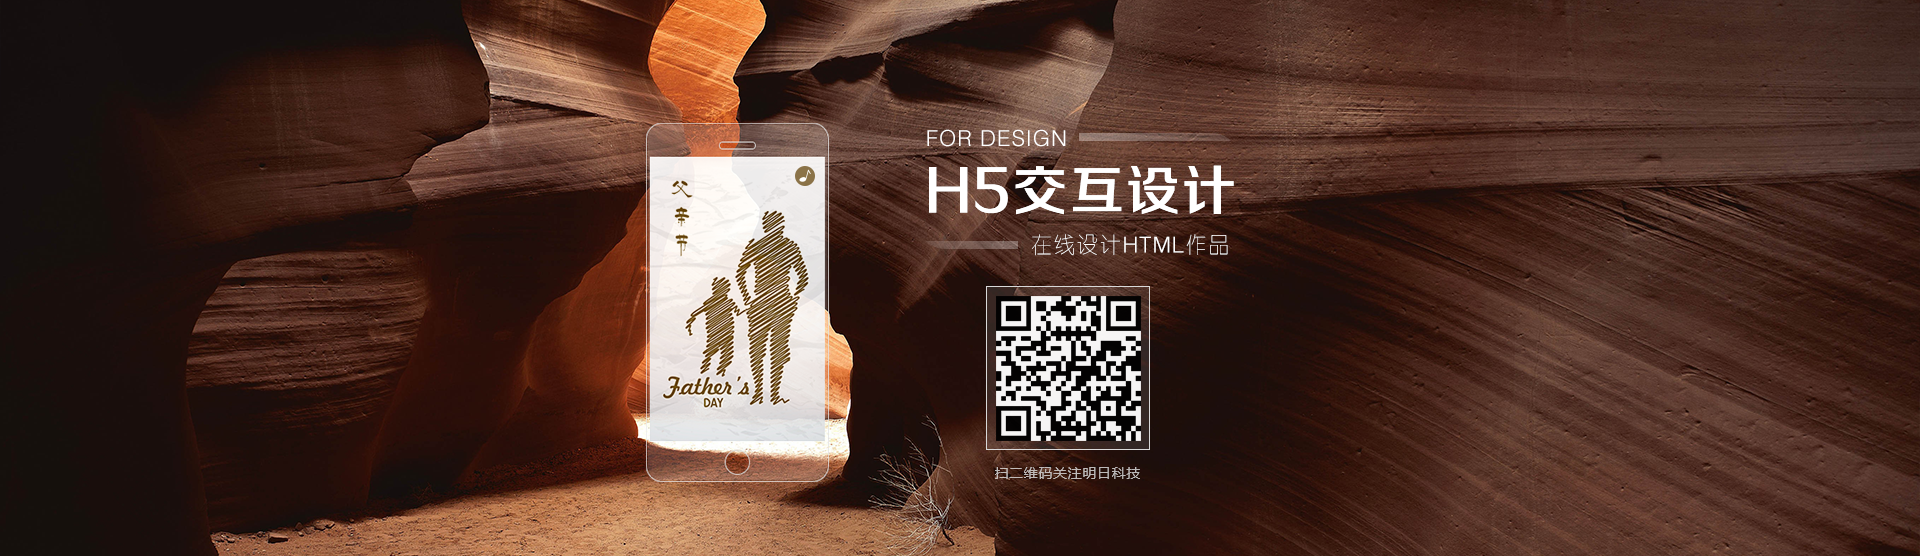 父亲节
Father's
DAY
FOR DESIGN
H5交互设计
在线设计HTML作品
扫二维码关注明日科技